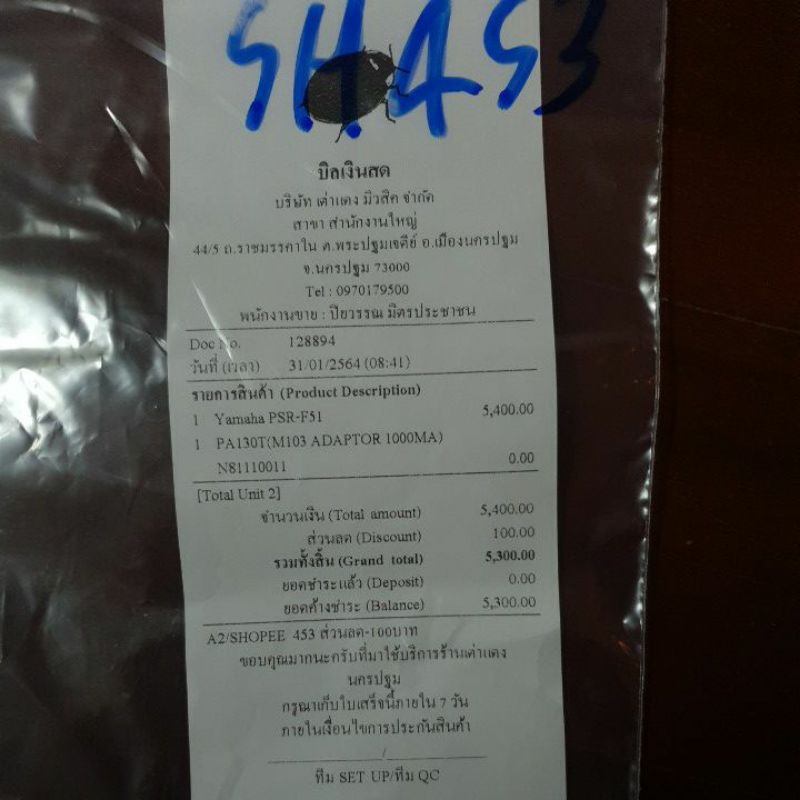 SHA53
บิลเงินสด
บริษัท เต่าแดง มิวสิค จำกัด
สาขา สำนักงานใหญ่
44/5 ถ.ราชมรรคาใน ต.พระปฐมเจดีย์ อ.เมืองนครปฐม
จ.นครปฐม 73000
Tel : 0970179500
พนักงานขาย : ปิยวรรณ มิตรประชาชน
Doc No. 128894
วันที่ (เวลา) 31/01/2564 (08:41)
รายการสินค้า (Product Description)
1 Yamaha PSR-F51 5,400.00
1 PA130T(M103 ADAPTOR 1000MA)
N81110011 0.00
[Total Unit 2]
จำนวนเงิน (Total amount) 5,400.00
ส่วนลด (Discount) 100.00
รวมทั้งสิ้น (Grand total) 5,300.00
ยอดชำระแล้ว (Deposit) 0.00
ยอดค้างชำระ (Balance) 5,300.00
A2/SHOPEE 453 ส่วนลด-100บาท
ขอบคุณมากนะครับที่มาใช้บริการร้านเต่าแดง
นครปฐม
กรุณาเก็บใบเสร็จนี้ภายใน 7 วัน
ภายในเงื่อนไขการประกันสินค้า
/
ทีม SET UP/ทีม QC